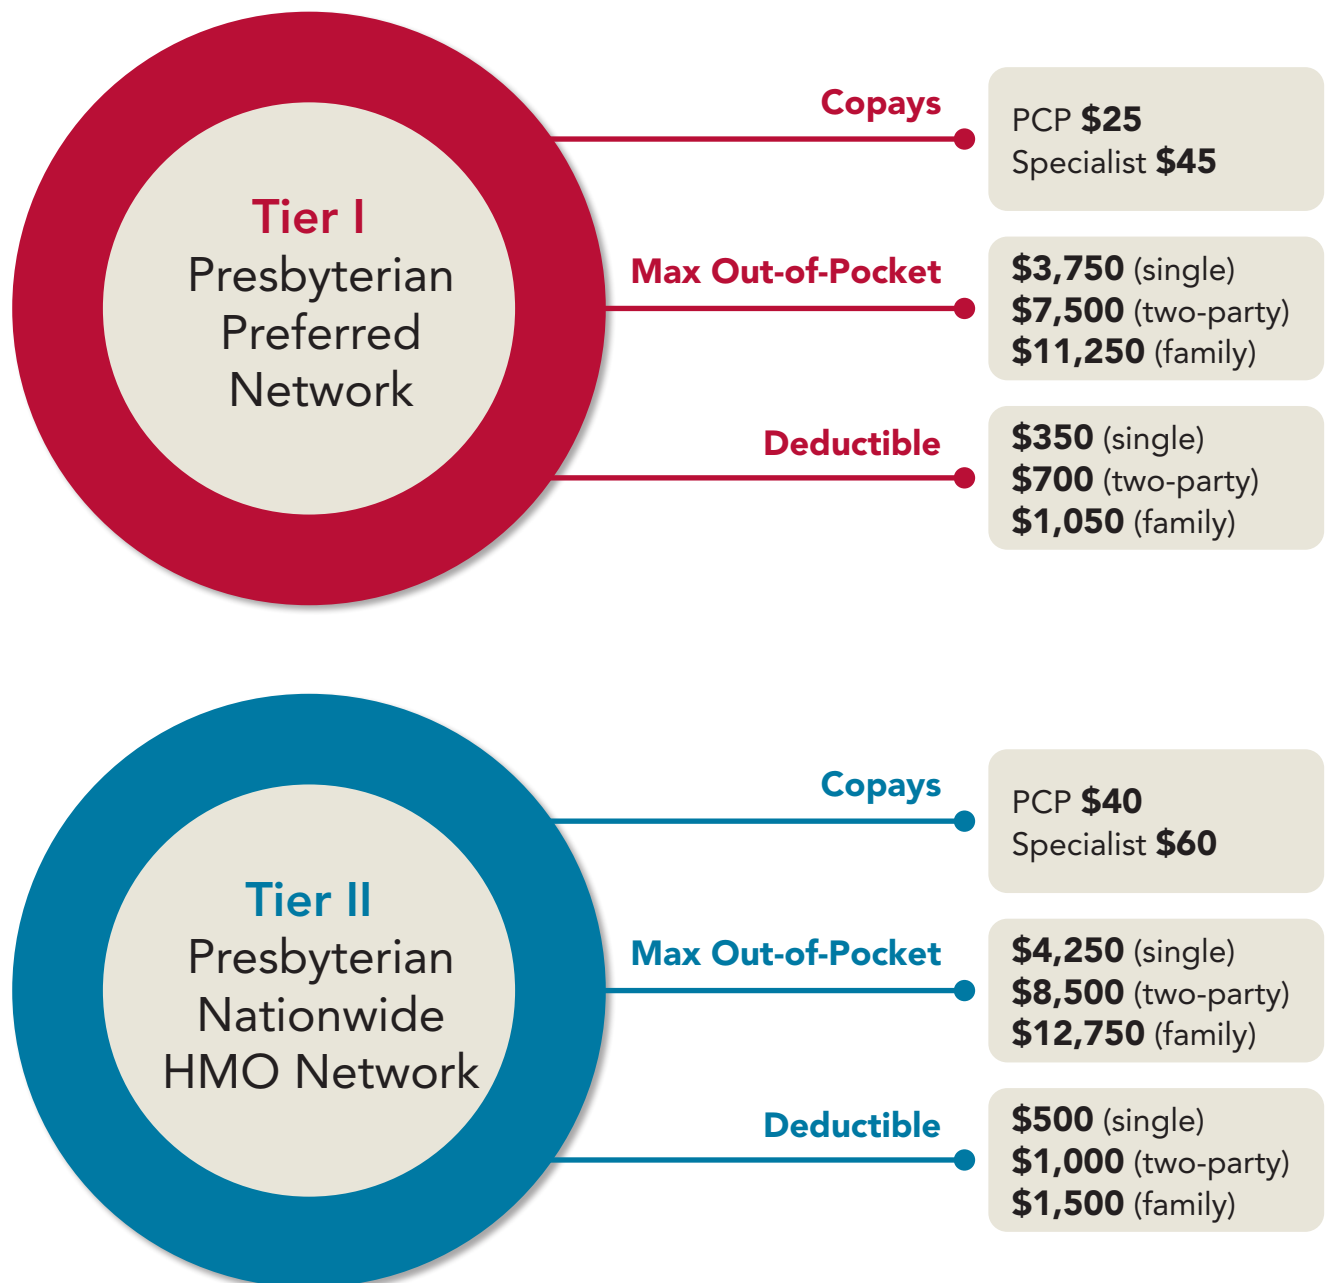 Tier I
Presbyterian
Preferred
Network
Copays
PCP $25
Specialist $45
Max Out-of-Pocket
$3,750 (single)
$7,500 (two-party)
$11,250 (family)
Deductible
$350 (single)
$700 (two-party)
$1,050 (family)
Tier II
Presbyterian
Nationwide
HMO Network
Copays
PCP $40
Specialist $60
Max Out-of-Pocket
$4,250 (single)
$8,500 (two-party)
$12,750 (family)
Deductible
$500 (single)
$1,000 (two-party)
$1,500 (family)